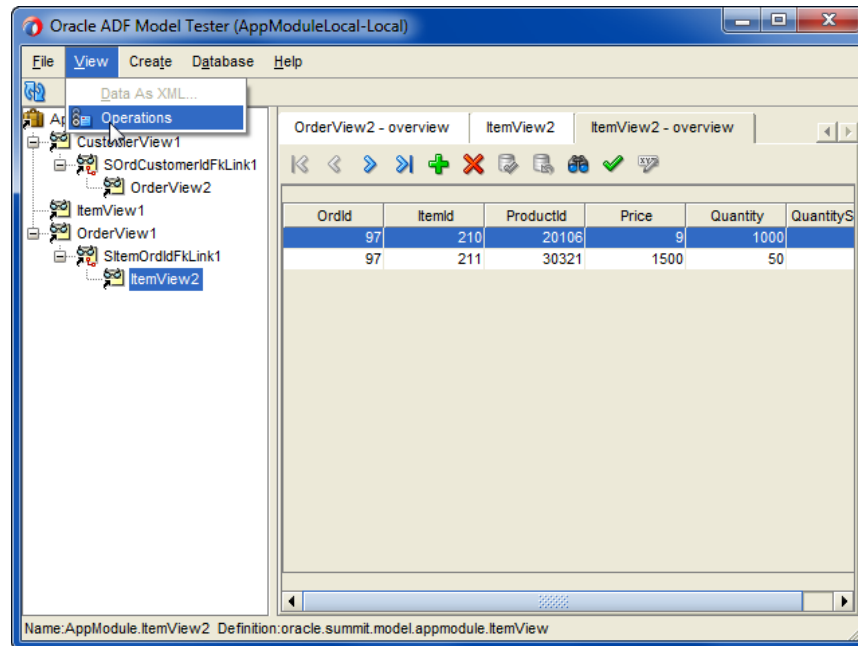 Oracle ADF Model Tester (AppModuleLocal-Local)
File View Create Database Help
Data As XML...
Operations
CustomerView1
SOrdCustomerIdFkLink1
OrderView2
ItemView1
OrderView1
SItemOrdIdFkLink1
ItemView2
OrderView2 - overview ItemView2 ItemView2 - overview
OrdId ItemId ProductId Price Quantity QuantityS
97 210 20106 9 1000
97 211 30321 1500 50
Name:AppModule.ItemView2 Definition:oracle.summit.model.appmodule.ItemView